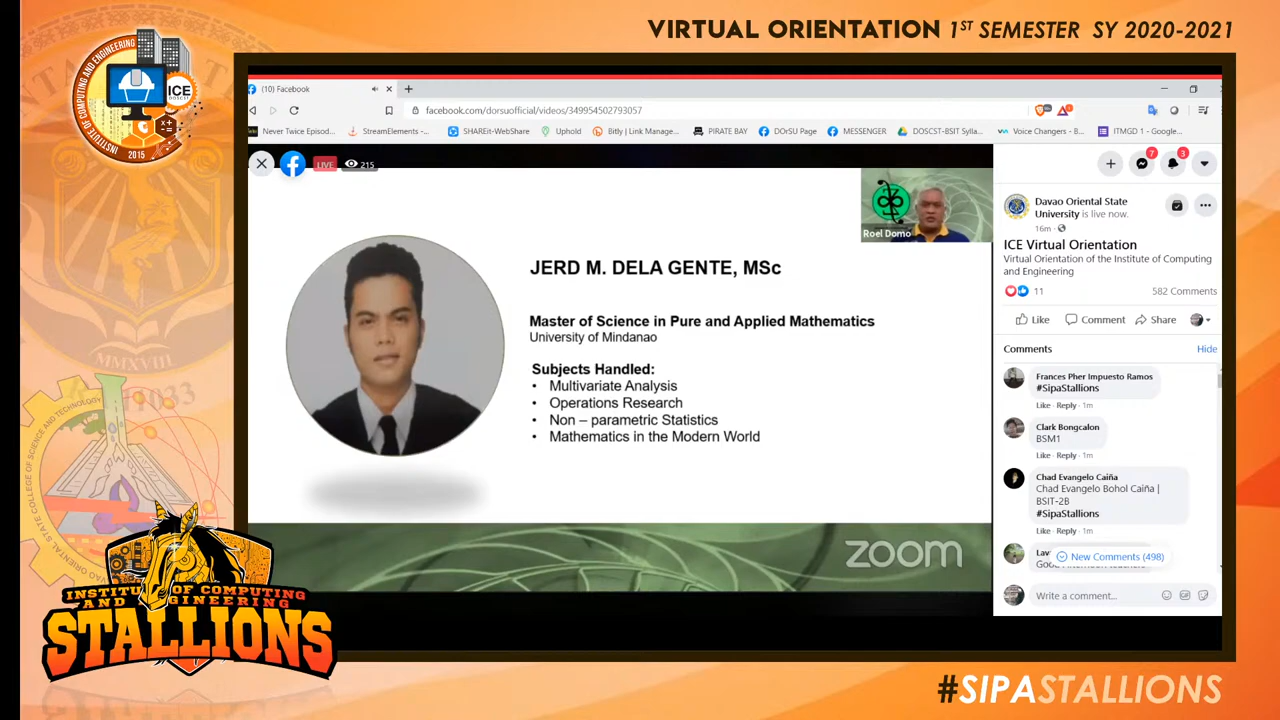 VIRTUAL ORIENTATION 1ST SEMESTER SY 2020-2021
INSTITUTE OF COMPUTING AND ENGINEERING
ICE
DOSCST
2015
(10) Facebook
facebook.com/dorsuofficial/videos/349954502793057
Never Twice Episod...
StreamElements -...
SHAREit-WebShare
Uphold
Bitly | Link Manage...
PIRATE BAY
DOrSU Page
MESSENGER
DOSCST-BSIT Sylla...
Voice Changers - B...
ITMGD 1 - Google...
LIVE
215
Roel Domo
JERD M. DELA GENTE, MSc
Master of Science in Pure and Applied Mathematics
University of Mindanao
Subjects Handled:
• Multivariate Analysis
• Operations Research
• Non – parametric Statistics
• Mathematics in the Modern World
zoom
7
3
Davao Oriental State
University is live now.
16m
ICE Virtual Orientation
Virtual Orientation of the Institute of Computing
and Engineering
11
582 Comments
Like
Comment
Share
Comments
Hide
Frances Pher Impuesto Ramos
#SipaStallions
Like · Reply · 1m
Clark Bongcalon
BSM1
Like · Reply · 1m
Chad Evangelo Caiña
Chad Evangelo Bohol Caiña |
BSIT-2B
#SipaStallions
Like · Reply · 1m
New Comments (498)
Write a comment...
MMXVIII
INSTITUTE OF COMPUTING
AND ENGINEERING
STALLIONS
#SIPASTALLIONS